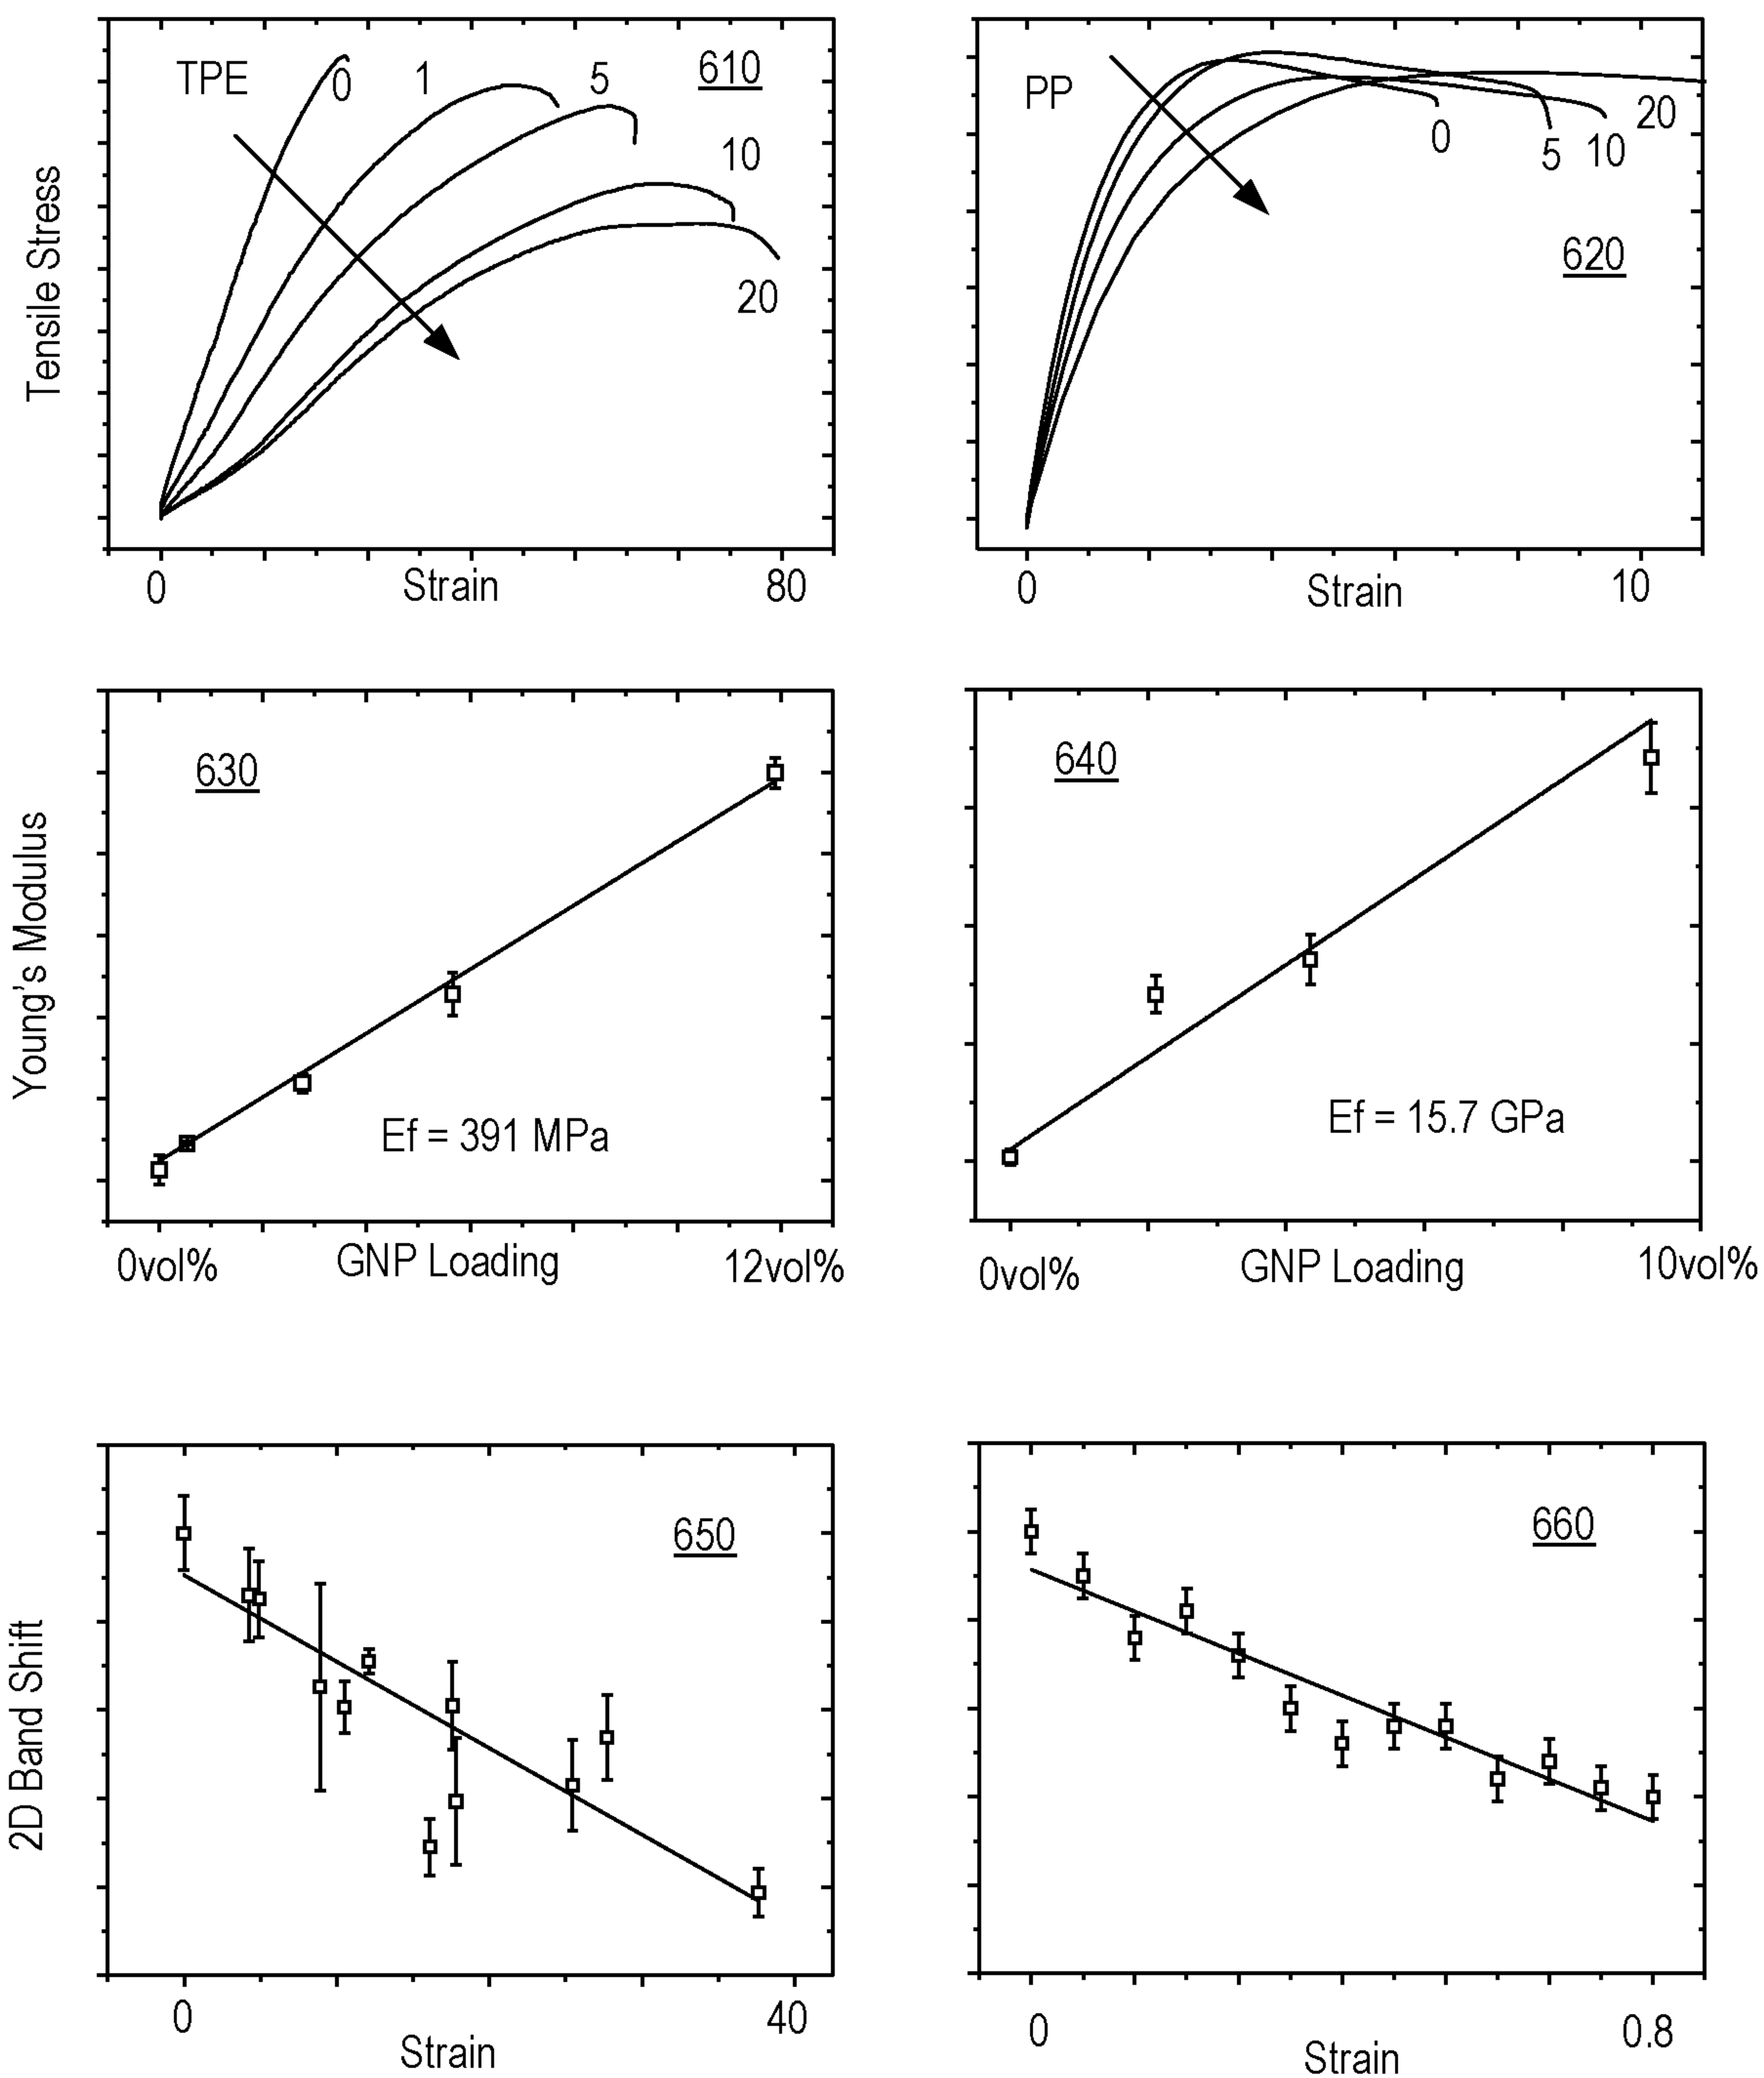 Tensile Stress
TPE 0 1 5 610
10
20
0 Strain 80
PP
0 5 10 20
620
0 Strain 10
Young's Modulus
630
Ef = 391 MPa
0vol% GNP Loading 12vol%
640
Ef = 15.7 GPa
0vol% GNP Loading 10vol%
2D Band Shift
650
0 Strain 40
660
0 Strain 0.8